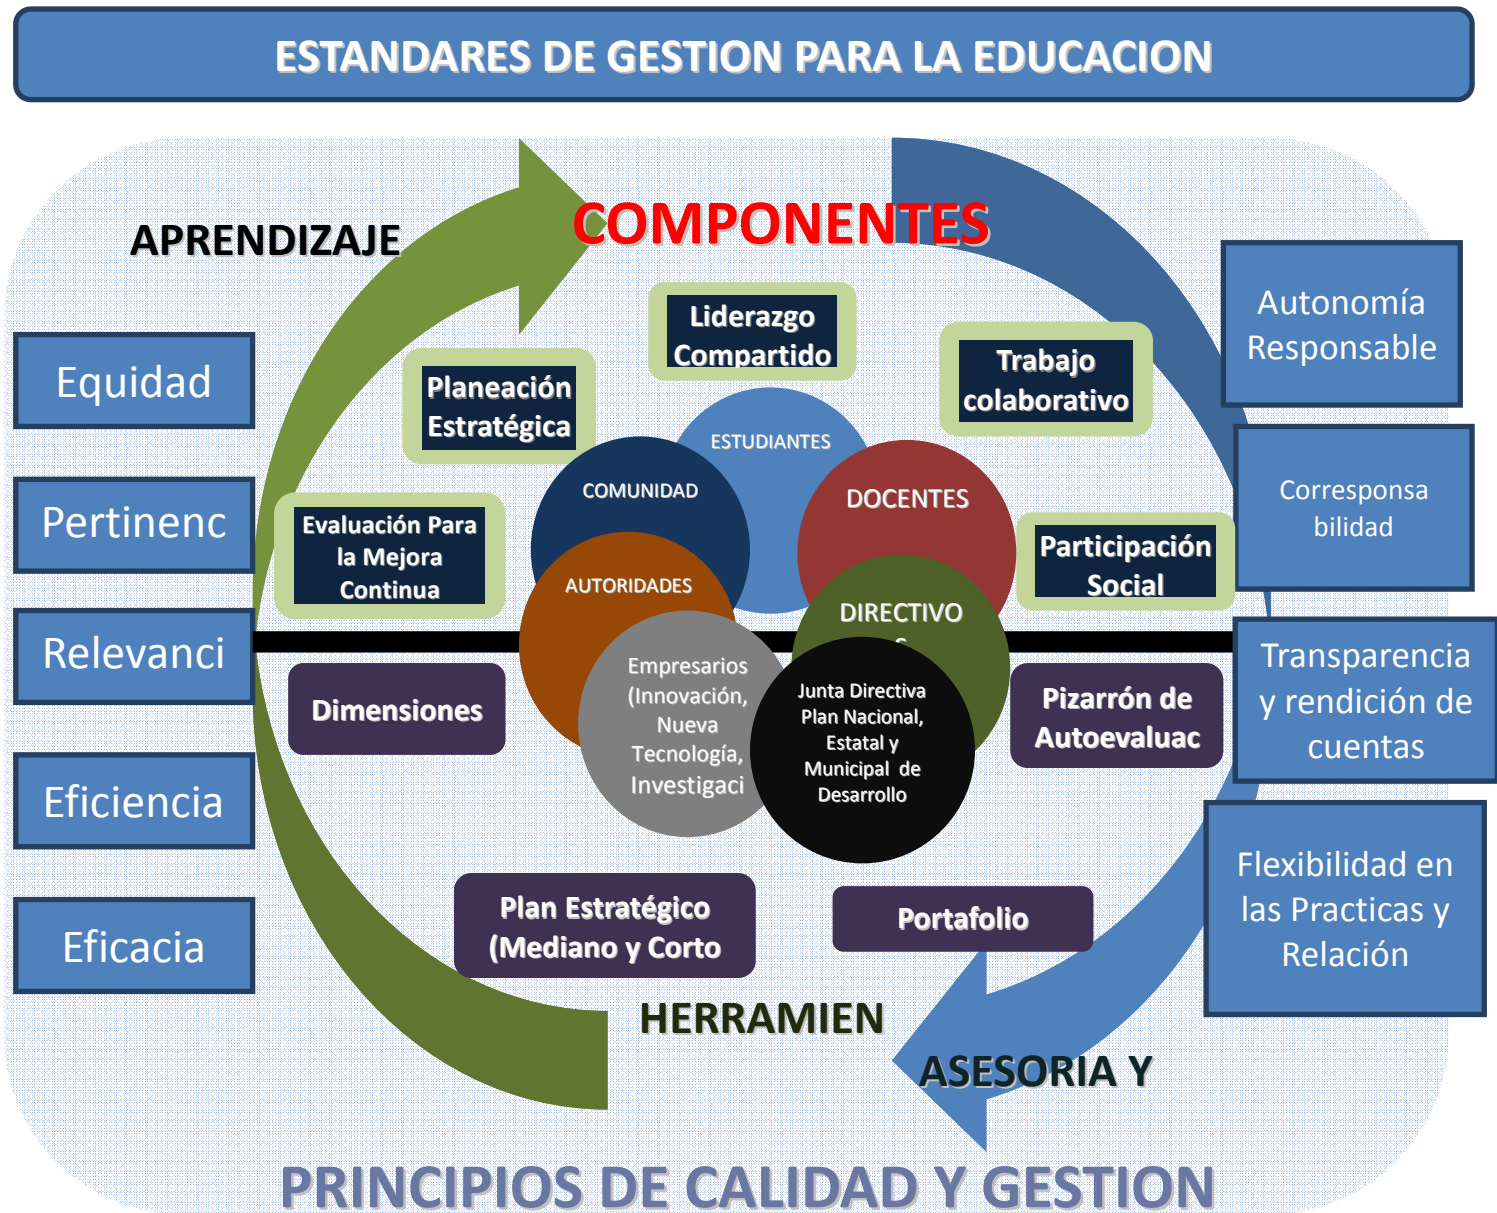 ESTANDARES DE GESTION PARA LA EDUCACION
APRENDIZAJE
COMPONENTES
Equidad
Pertinenc
Relevanci
Eficiencia
Eficacia
Liderazgo
Compartido
Planeación
Estratégica
Trabajo
colaborativo
Evaluación Para
la Mejora
Continua
Participación
Social
ESTUDIANTES
COMUNIDAD
DOCENTES
AUTORIDADES
DIRECTIVO
S
Empresarios
(Innovación,
Nueva
Tecnología,
Investigaci
Junta Directiva
Plan Nacional,
Estatal y
Municipal de
Desarrollo
Dimensiones
Pizarrón de
Autoevaluac
Plan Estratégico
(Mediano y Corto
Portafolio
Autonomía
Responsable
Corresponsa
bilidad
Transparencia
y rendición de
cuentas
Flexibilidad en
las Practicas y
Relación
HERRAMIEN
ASESORIA Y
PRINCIPIOS DE CALIDAD Y GESTION